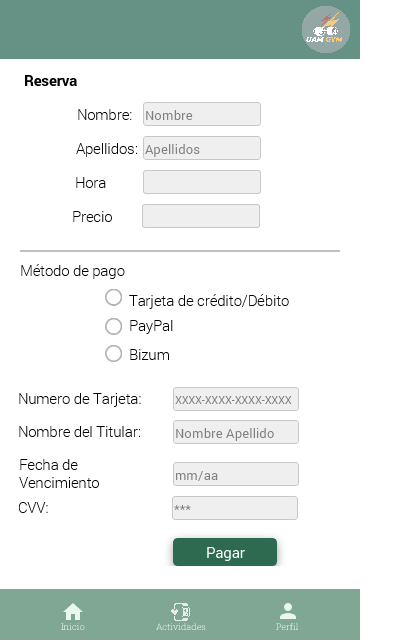 UAM GYM
Reserva
Nombre: Nombre
Apellidos: Apellidos
Hora
Precio
Método de pago
Tarjeta de crédito/Débito
PayPal
Bizum
Numero de Tarjeta: XXXX-XXXX-XXXX-XXXX
Nombre del Titular: Nombre Apellido
Fecha de
Vencimiento mm/aa
CVV: ***
Pagar
Inicio Actividades Perfil